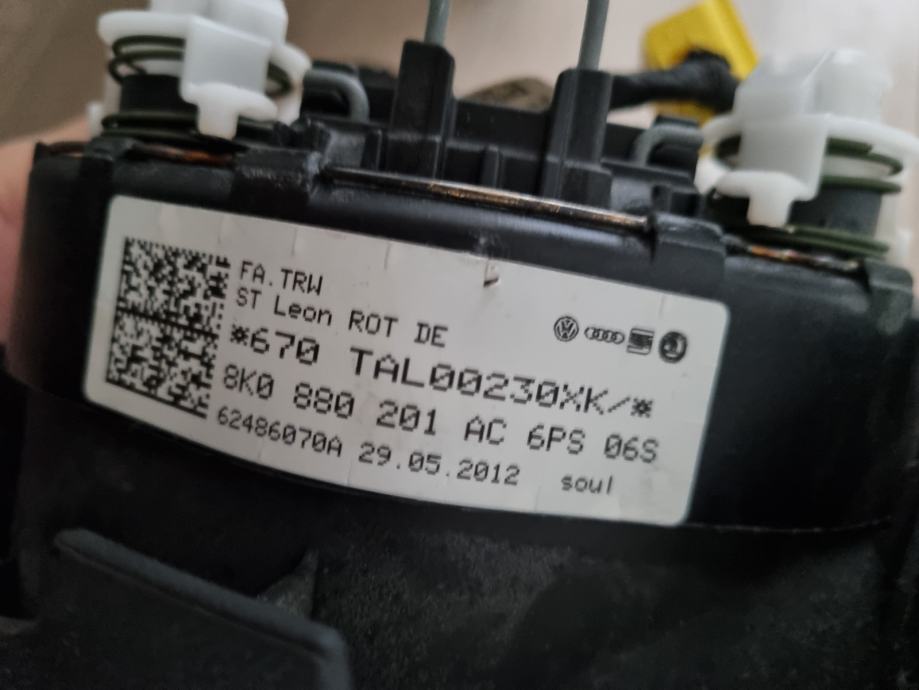 FA.TRW
ST Leon ROT DE
*670 TAL00230XK/*
8K0 880 201 AC 6PS 06S
62486070A 29.05.2012 soul